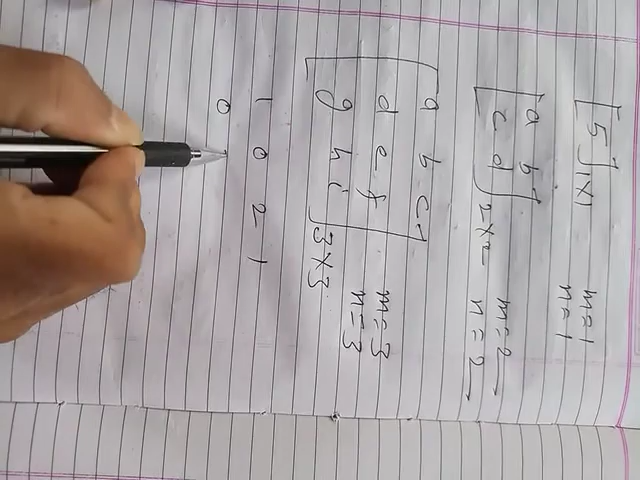 [5] 1×1 m=1
n=1
[a b
c d] 2×2 m=2
n=2
[a b c
d e f m=3
g h i] 3×3 n=3
1 0 2 1
0